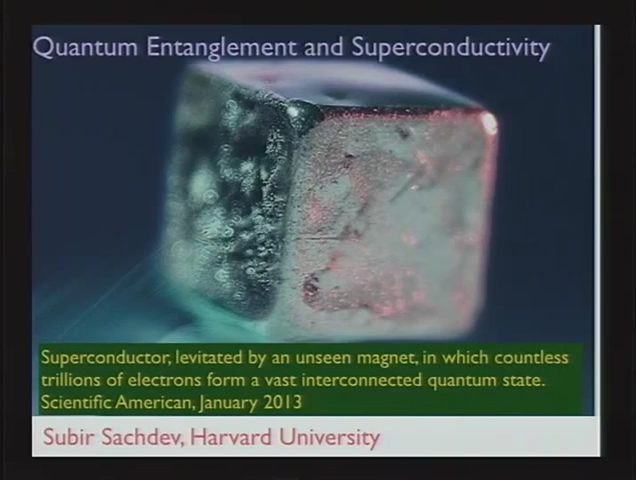 Quantum Entanglement and Superconductivity
Superconductor, levitated by an unseen magnet, in which countless
trillions of electrons form a vast interconnected quantum state.
Scientific American, January 2013
Subir Sachdev, Harvard University